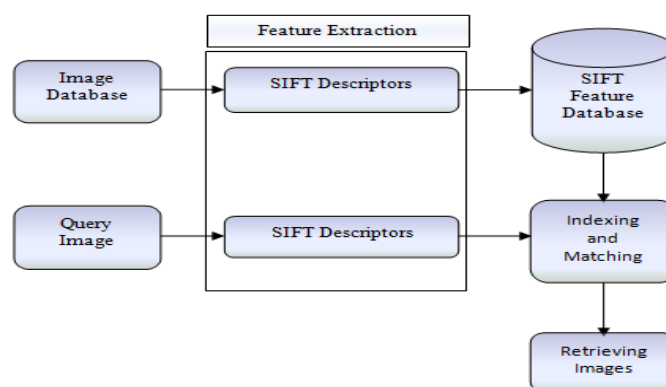 Feature Extraction
Image
Database
SIFT Descriptors
SIFT
Feature
Database
Query
Image
SIFT Descriptors
Indexing
and
Matching
Retrieving
Images